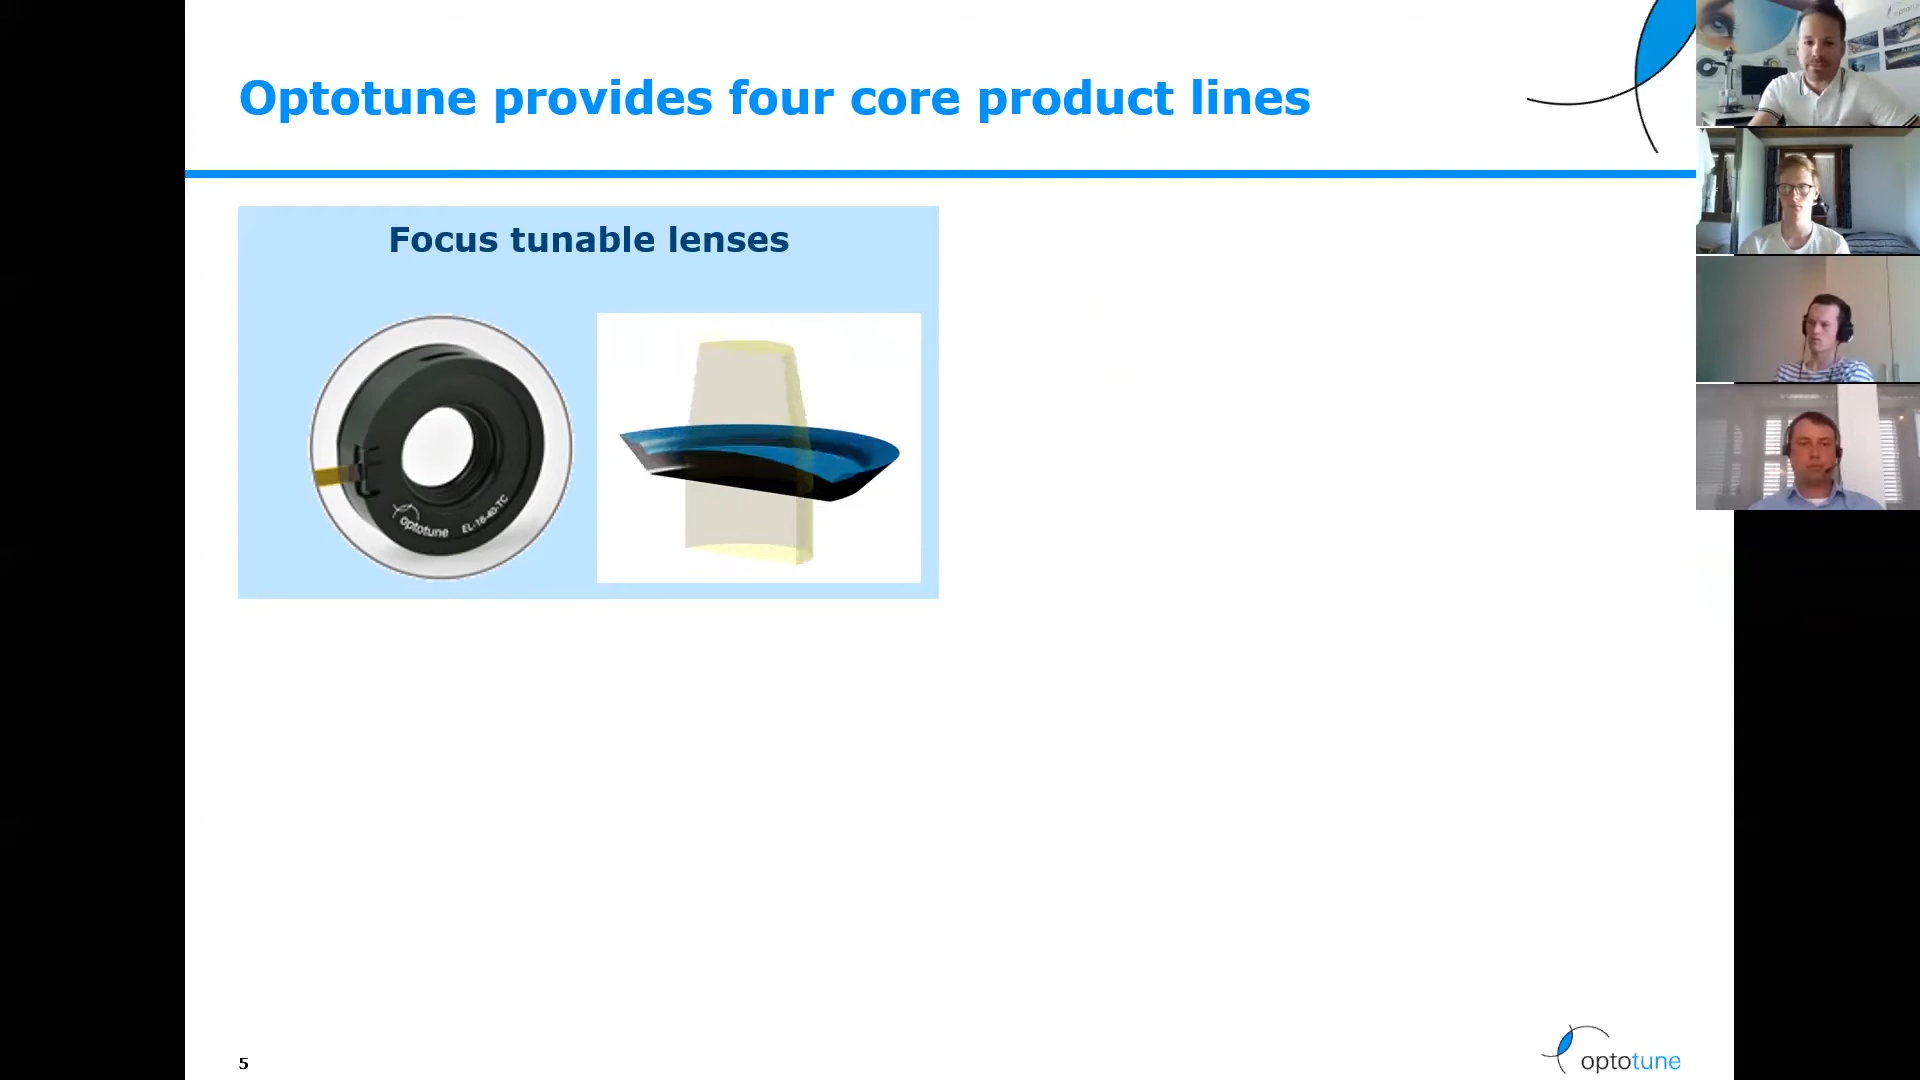 Optotune provides four core product lines
Focus tunable lenses
optotune EL-16-40-TC
5
optotune